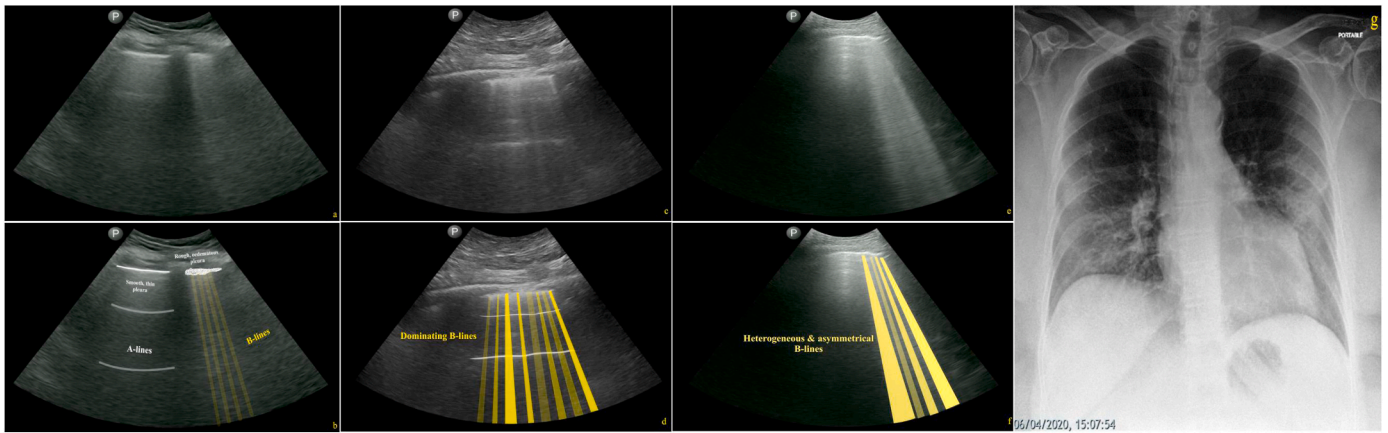 P
a
P
c
P
e
g
PORTABLE
P
Rough, oedematous
pleura
Smooth, thin
pleura
A-lines
B-lines
b
P
Dominating B-lines
d
P
Heterogeneous & asymmetrical
B-lines
f
06/04/2020, 15:07:54